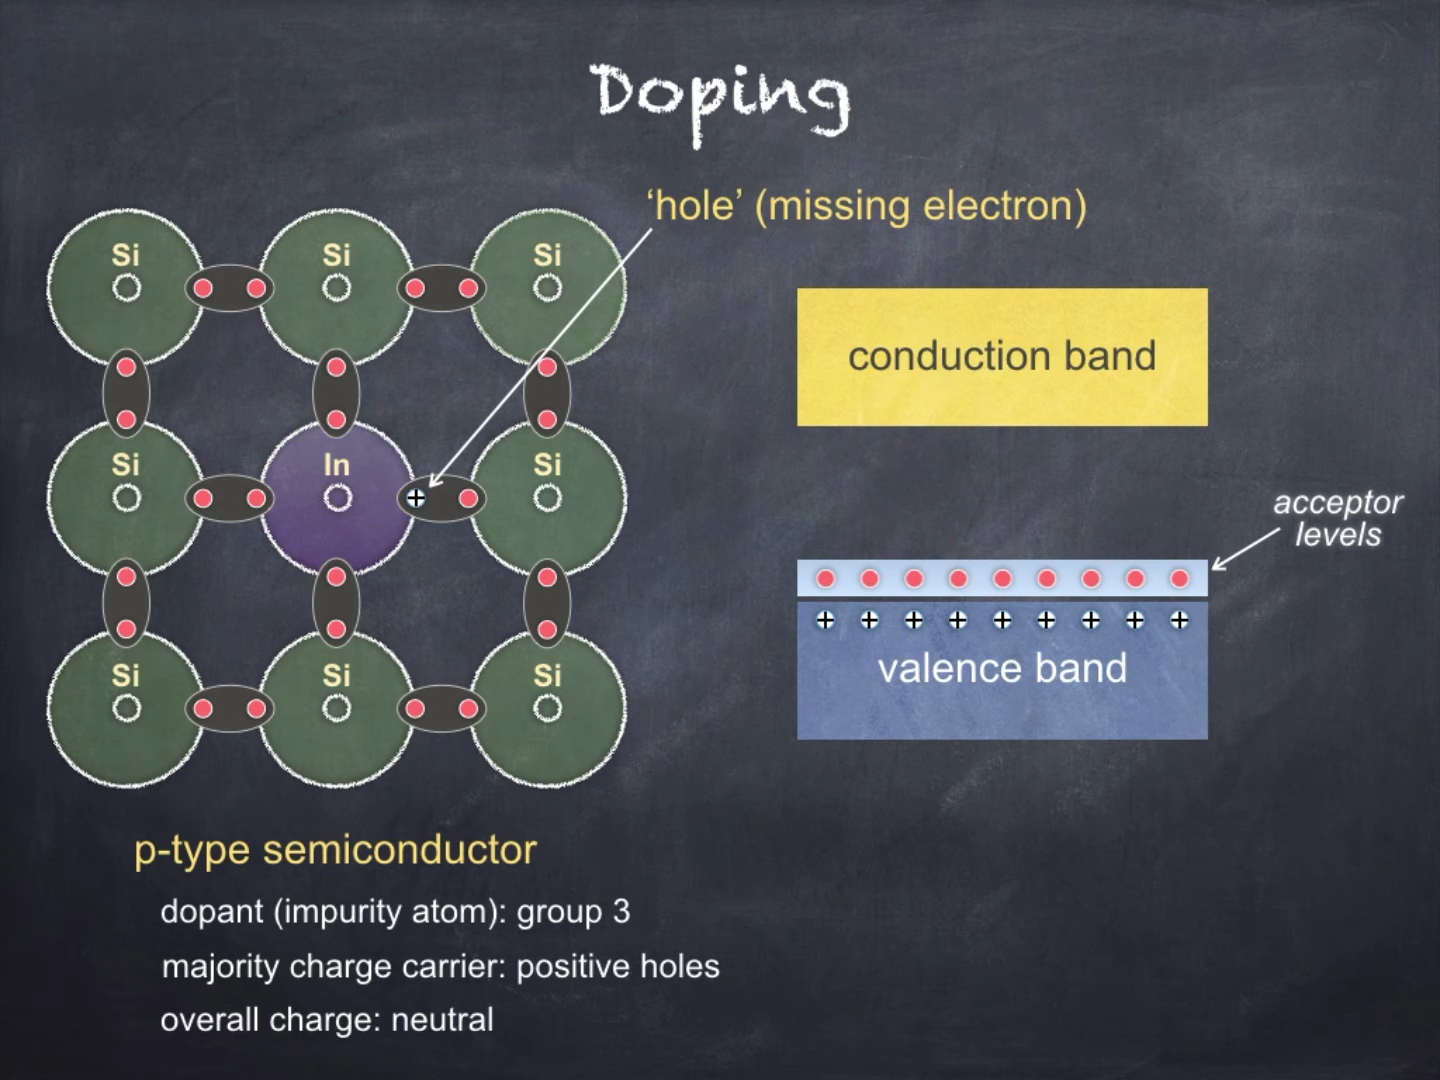 Doping
‘hole’ (missing electron)
Si Si Si
conduction band
Si In Si
acceptor
levels
valence band
Si Si Si
p-type semiconductor
dopant (impurity atom): group 3
majority charge carrier: positive holes
overall charge: neutral